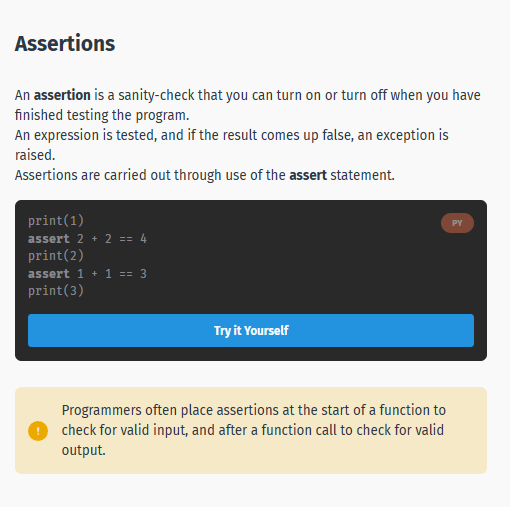 Assertions
An assertion is a sanity-check that you can turn on or turn off when you have
finished testing the program.
An expression is tested, and if the result comes up false, an exception is
raised.
Assertions are carried out through use of the assert statement.
print(1)
PY
assert 2 + 2 == 4
print(2)
assert 1 + 1 == 3
print(3)
Try it Yourself
!
Programmers often place assertions at the start of a function to
check for valid input, and after a function call to check for valid
output.